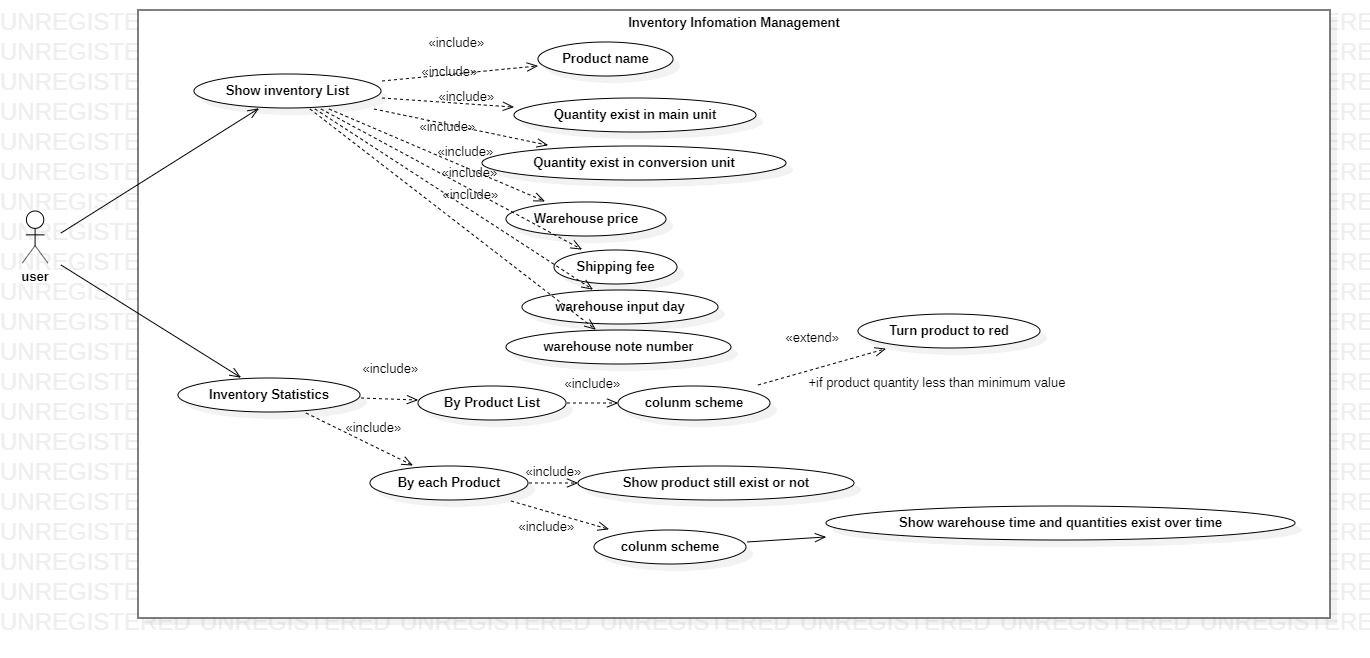 Inventory Infomation Management
«include»
Product name
«include»
Show inventory List
«include»
Quantity exist in main unit
«include»
«include»
Quantity exist in conversion unit
«include»
«include»
Warehouse price
Shipping fee
user
warehouse input day
Turn product to red
«extend»
warehouse note number
«include»
«include»
+if product quantity less than minimum value
Inventory Statistics
By Product List
colunm scheme
«include»
«include»
By each Product
Show product still exist or not
«include»
Show warehouse time and quantities exist over time
colunm scheme
UNREGISTERED UNREGISTERED UNREGISTERED UNREGISTERED UNREGISTERED UNREGISTERED UNREGISTERED